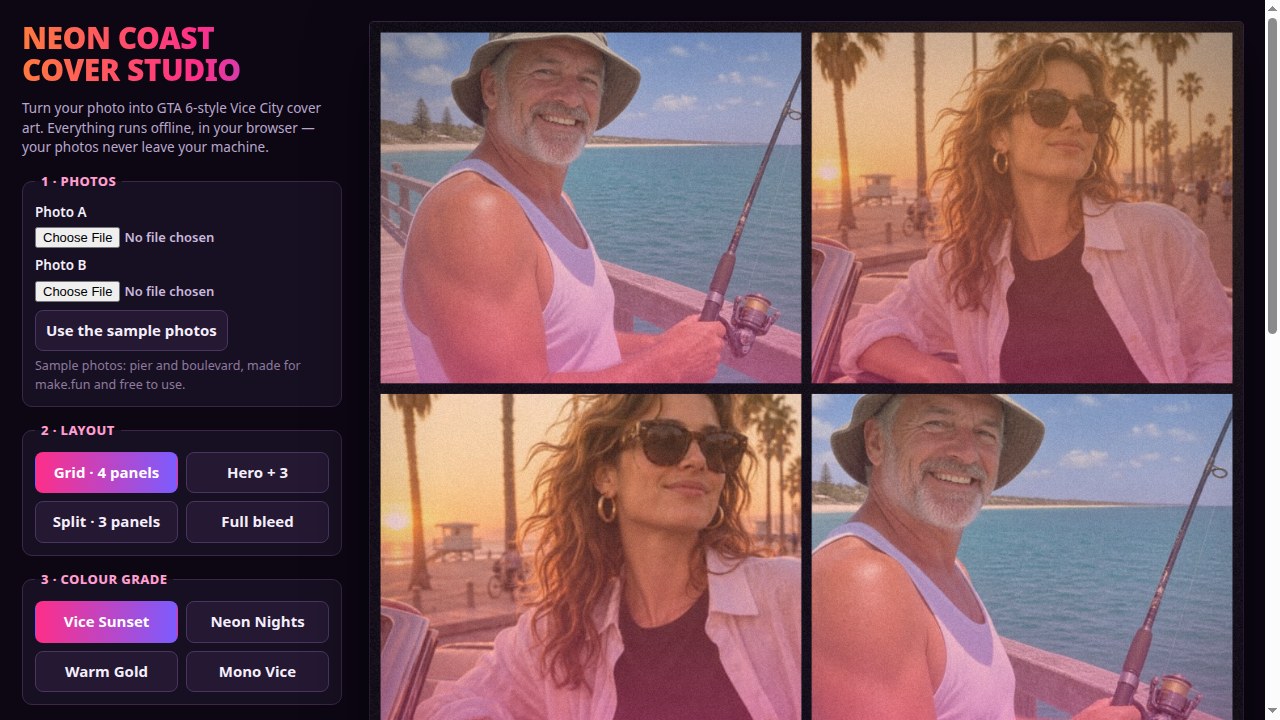 NEON COAST
COVER STUDIO
Turn your photo into GTA 6-style Vice City cover
art. Everything runs offline, in your browser —
your photos never leave your machine.
1 · PHOTOS
Photo A
Choose File No file chosen
Photo B
Choose File No file chosen
Use the sample photos
Sample photos: pier and boulevard, made for
make.fun and free to use.
2 · LAYOUT
Grid · 4 panels
Hero + 3
Split · 3 panels
Full bleed
3 · COLOUR GRADE
Vice Sunset
Neon Nights
Warm Gold
Mono Vice